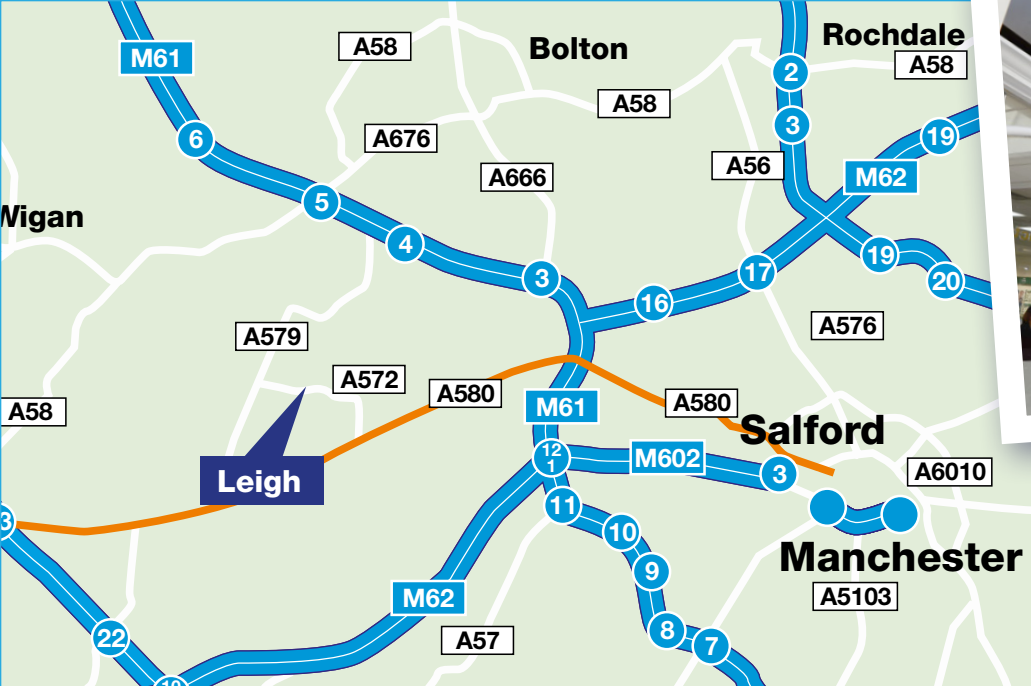 M61
A58
Bolton
Rochdale
A58
2
A58
3
19
6
A676
A56
M62
A666
5
Wigan
4
19
3
17
20
16
A579
A576
A572
A580
A580
M61
A58
Salford
12
1
M602
3
A6010
Leigh
11
3
10
Manchester
9
M62
A5103
22
8
A57
7
10